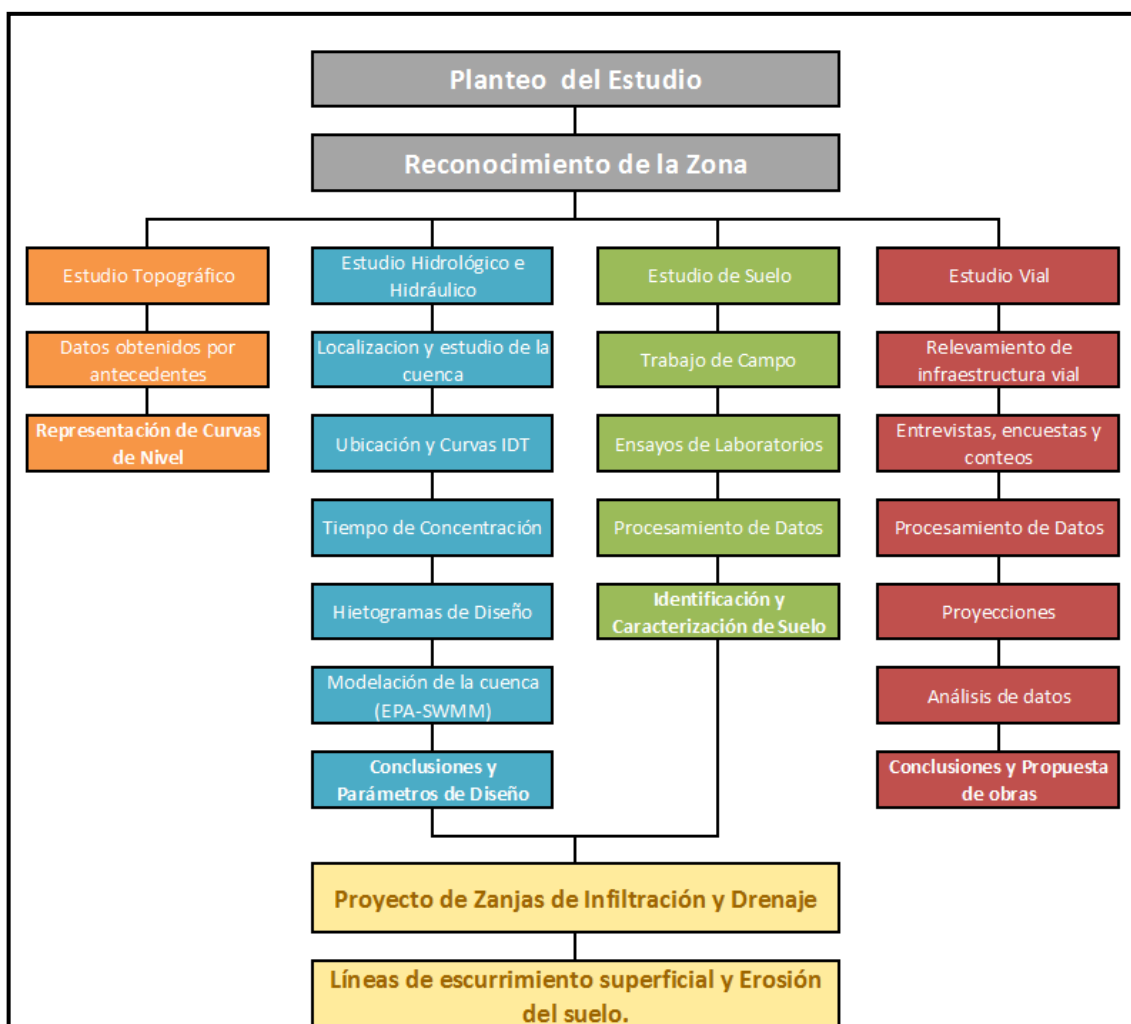 Planteo del Estudio
Reconocimiento de la Zona
Estudio Topográfico
Datos obtenidos por
antecedentes
Representación de Curvas
de Nivel
Estudio Hidrológico e
Hidráulico
Localizacion y estudio de la
cuenca
Ubicación y Curvas IDT
Tiempo de Concentración
Hietogramas de Diseño
Modelación de la cuenca
(EPA-SWMM)
Conclusiones y
Parámetros de Diseño
Estudio de Suelo
Trabajo de Campo
Ensayos de Laboratorios
Procesamiento de Datos
Identificación y
Caracterización de Suelo
Estudio Vial
Relevamiento de
infraestructura vial
Entrevistas, encuestas y
conteos
Procesamiento de Datos
Proyecciones
Análisis de datos
Conclusiones y Propuesta
de obras
Proyecto de Zanjas de Infiltración y Drenaje
Líneas de escurrimiento superficial y Erosión
del suelo.